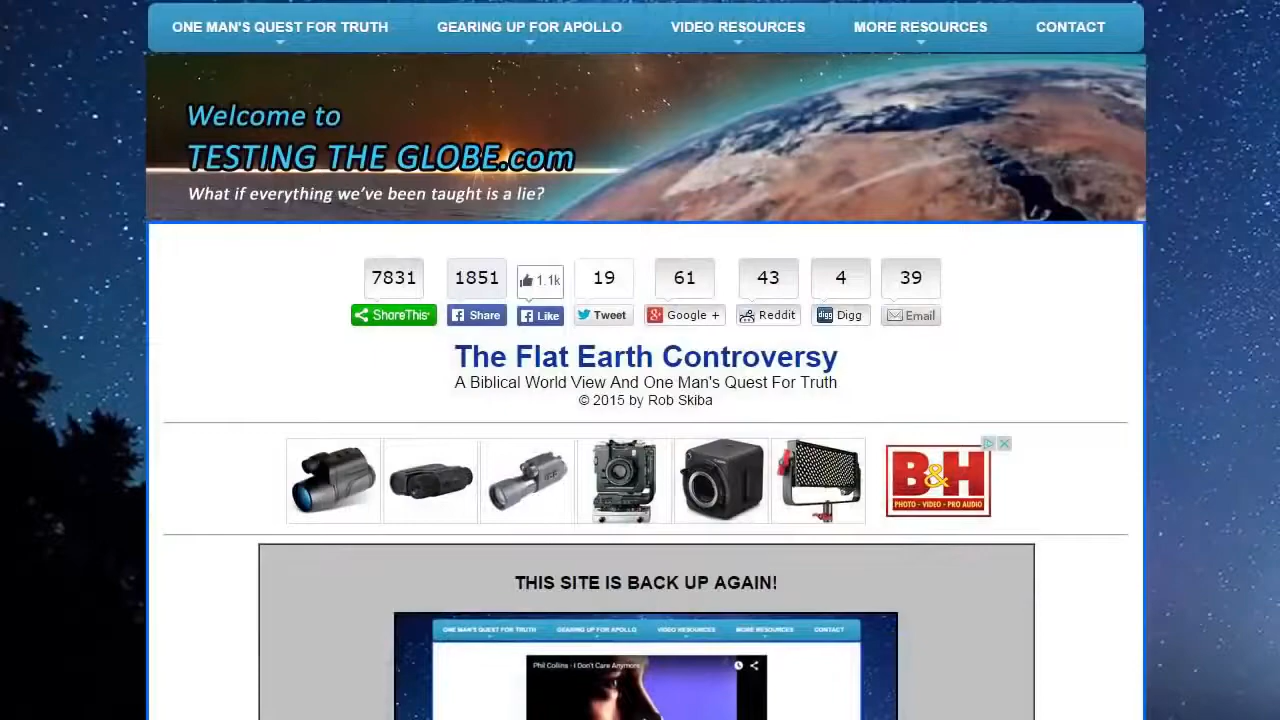 ONE MAN'S QUEST FOR TRUTH GEARING UP FOR APOLLO VIDEO RESOURCES MORE RESOURCES CONTACT
Welcome to
TESTING THE GLOBE.com
What if everything we've been taught is a lie?
7831 1851 1.1k 19 61 43 4 39
ShareThis Share Like Tweet Google + Reddit digg Digg Email
The Flat Earth Controversy
A Biblical World View And One Man's Quest For Truth
© 2015 by Rob Skiba
B&H
PHOTO - VIDEO - PRO AUDIO
THIS SITE IS BACK UP AGAIN!
ONE MAN'S QUEST FOR TRUTH GEARING UP FOR APOLLO VIDEO RESOURCES MORE RESOURCES CONTACT
Phil Collins - I Don't Care Anymore